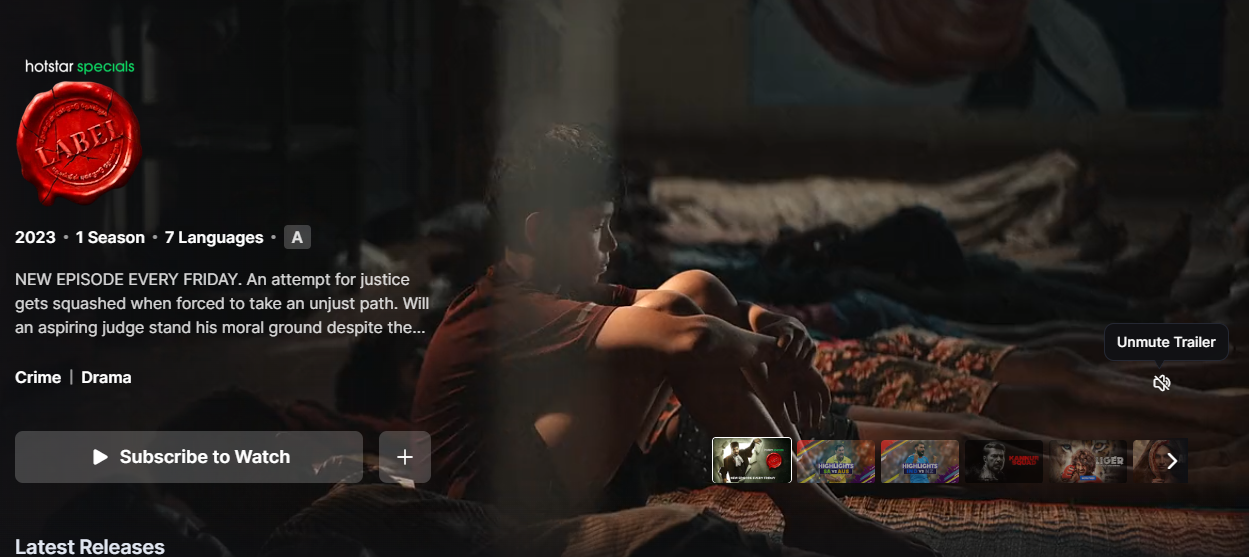 hotstar specials
LABEL
2023 • 1 Season • 7 Languages • A
NEW EPISODE EVERY FRIDAY. An attempt for justice
gets squashed when forced to take an unjust path. Will
an aspiring judge stand his moral ground despite the...
Crime | Drama
Unmute Trailer
Subscribe to Watch
HIGHLIGHTS
HIGHLIGHTS
LIGER
Latest Releases